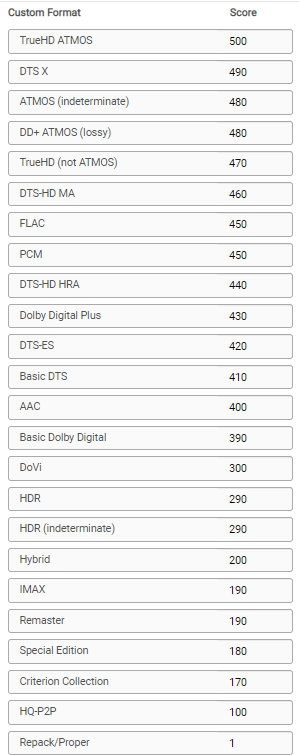 Custom Format Score
TrueHD ATMOS 500
DTS X 490
ATMOS (indeterminate) 480
DD+ ATMOS (lossy) 480
TrueHD (not ATMOS) 470
DTS-HD MA 460
FLAC 450
PCM 450
DTS-HD HRA 440
Dolby Digital Plus 430
DTS-ES 420
Basic DTS 410
AAC 400
Basic Dolby Digital 390
DoVi 300
HDR 290
HDR (indeterminate) 290
Hybrid 200
IMAX 190
Remaster 190
Special Edition 180
Criterion Collection 170
HQ-P2P 100
Repack/Proper 1